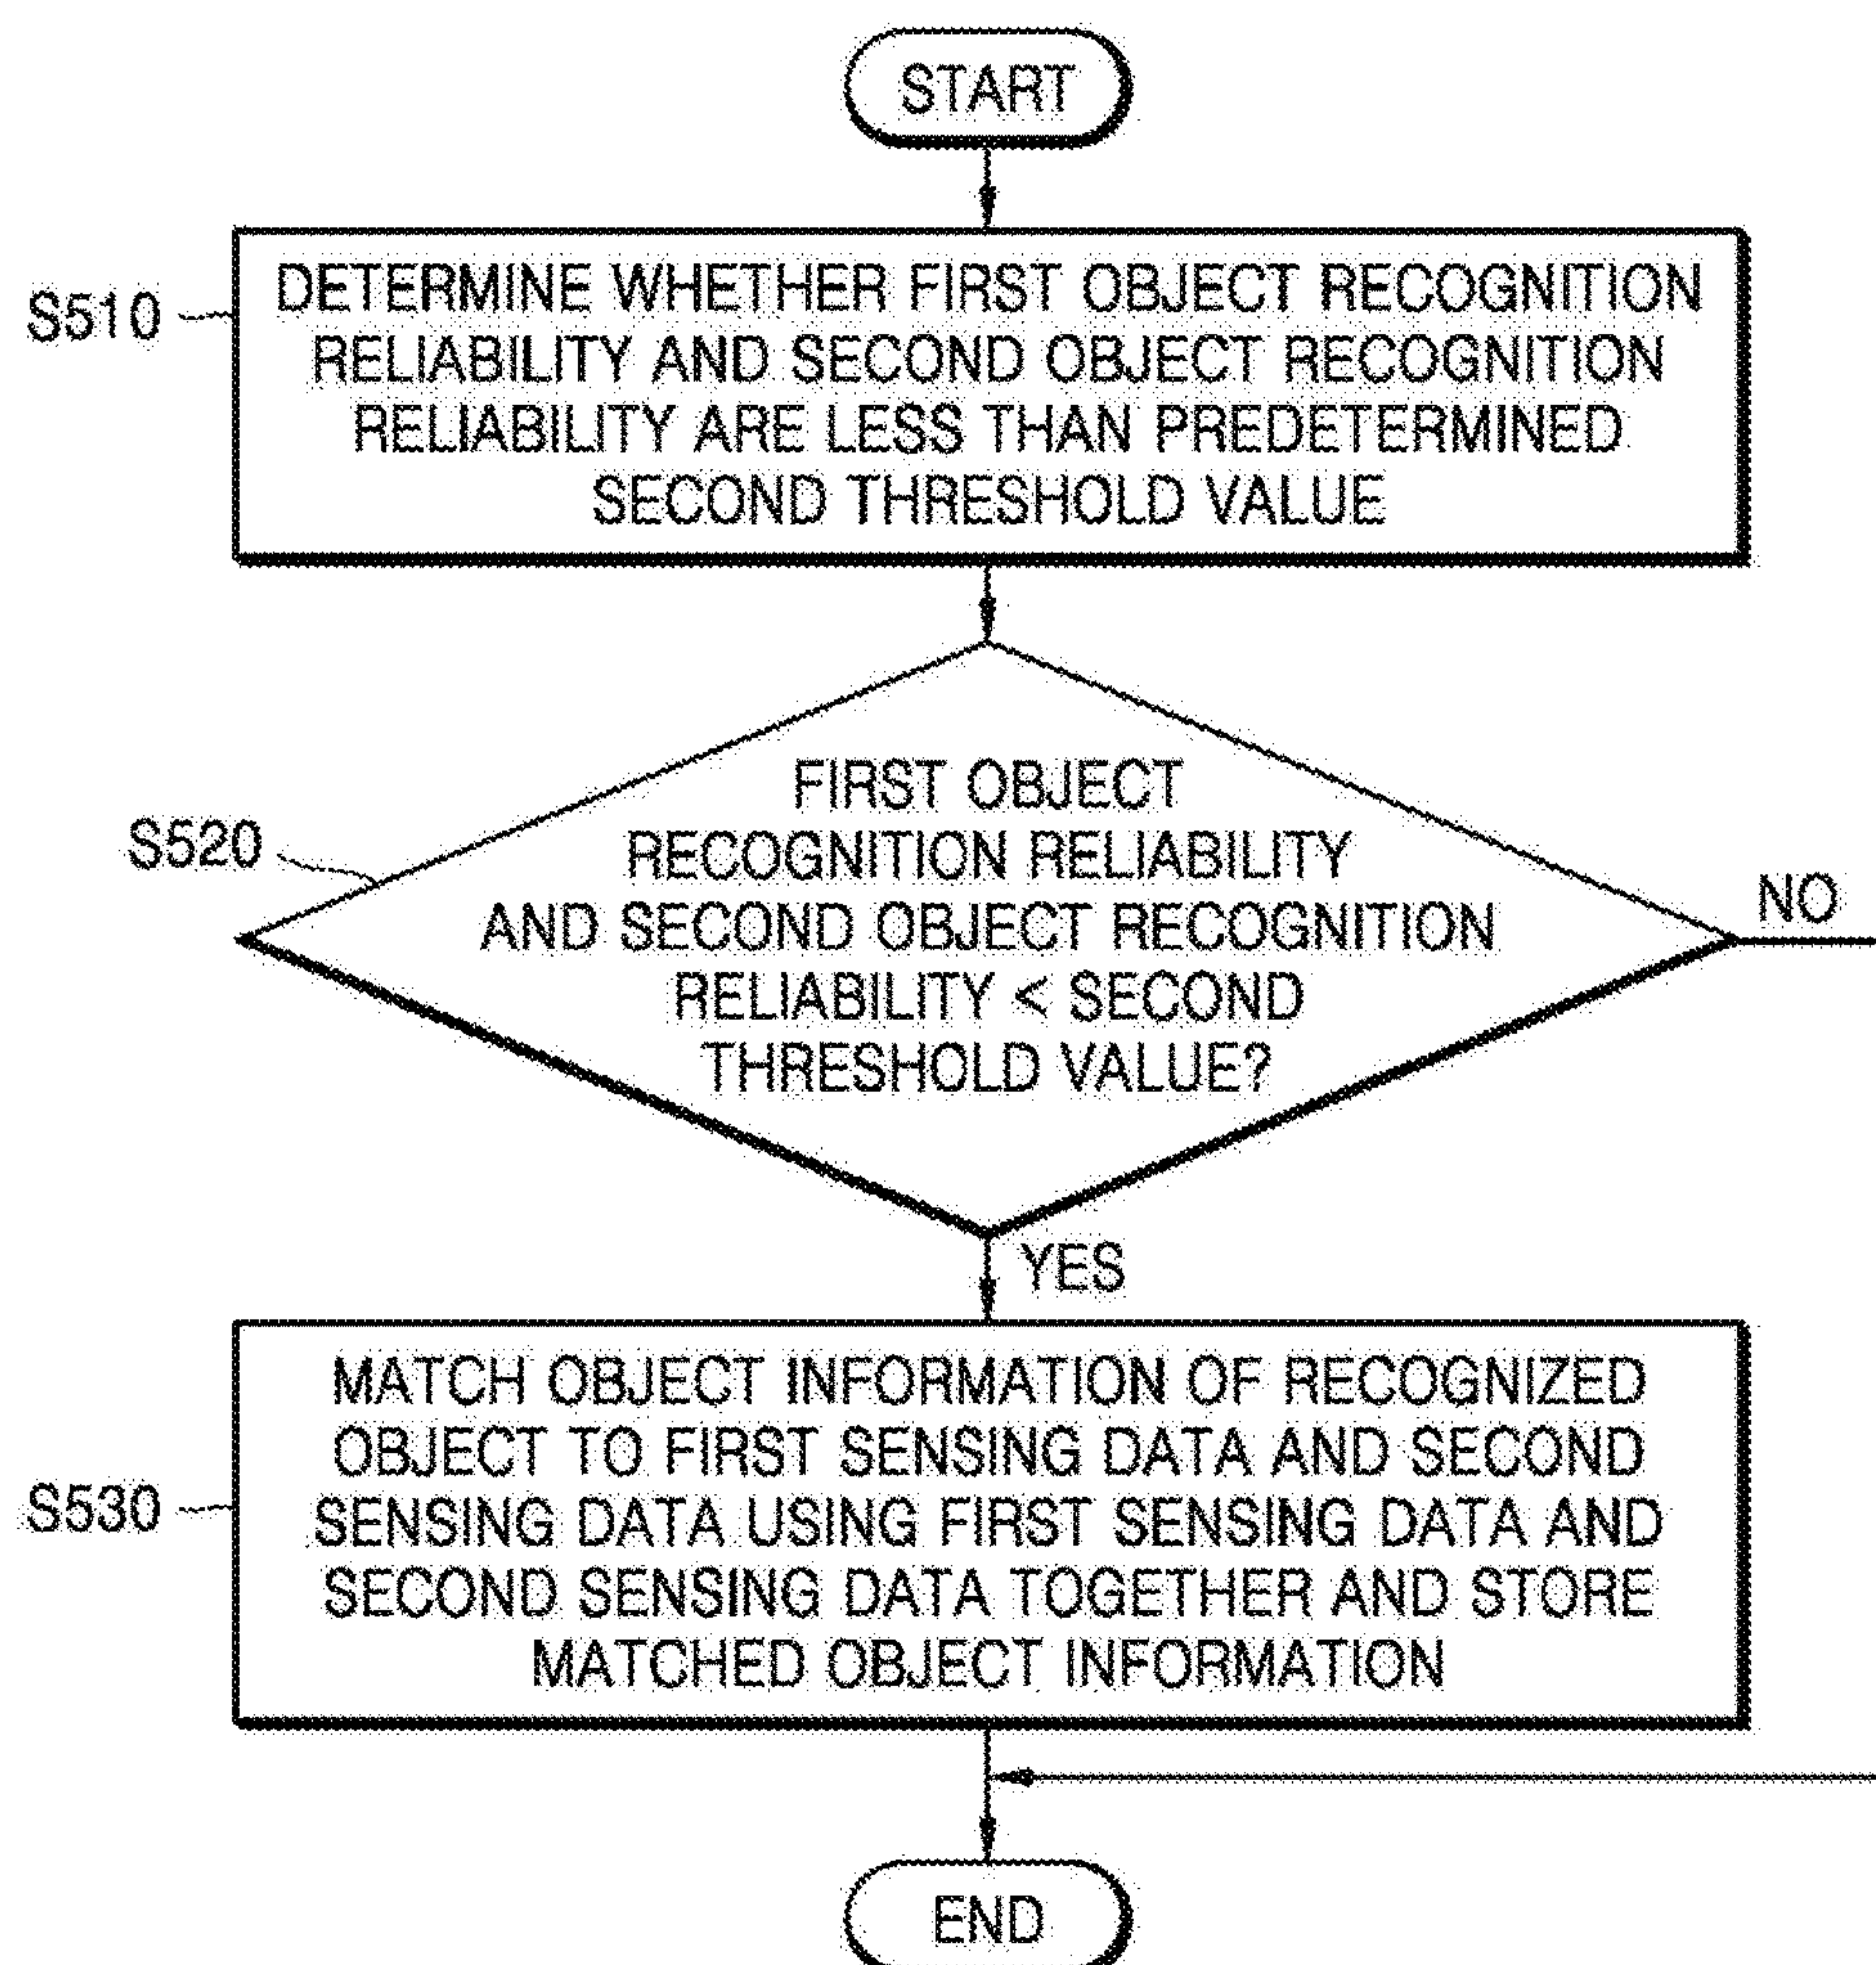 START
S510
DETERMINE WHETHER FIRST OBJECT RECOGNITION
RELIABILITY AND SECOND OBJECT RECOGNITION
RELIABILITY ARE LESS THAN PREDETERMINED
SECOND THRESHOLD VALUE
S520
FIRST OBJECT
RECOGNITION RELIABILITY
AND SECOND OBJECT RECOGNITION
RELIABILITY < SECOND
THRESHOLD VALUE?
NO
YES
S530
MATCH OBJECT INFORMATION OF RECOGNIZED
OBJECT TO FIRST SENSING DATA AND SECOND
SENSING DATA USING FIRST SENSING DATA AND
SECOND SENSING DATA TOGETHER AND STORE
MATCHED OBJECT INFORMATION
END